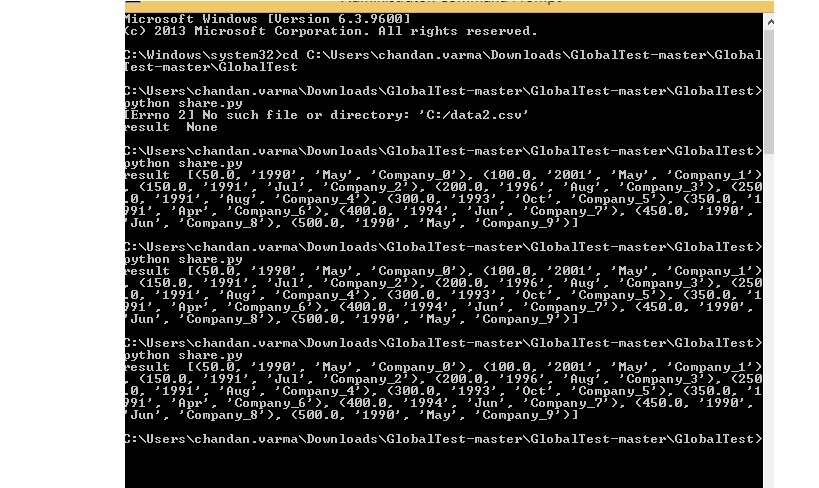 Microsoft Windows [Version 6.3.9600]
(c) 2013 Microsoft Corporation. All rights reserved.
C:\Windows\system32>cd C:\Users\chandan.varma\Downloads\GlobalTest-master\Global
Test-master\GlobalTest
C:\Users\chandan.varma\Downloads\GlobalTest-master\GlobalTest-master\GlobalTest>
python share.py
[Errno 2] No such file or directory: 'C:/data2.csv'
result  None
C:\Users\chandan.varma\Downloads\GlobalTest-master\GlobalTest-master\GlobalTest>
python share.py
result  [(50.0, '1990', 'May', 'Company_0'), (100.0, '2001', 'May', 'Company_1')
, (150.0, '1991', 'Jul', 'Company_2'), (200.0, '1996', 'Aug', 'Company_3'), (250
.0, '1991', 'Aug', 'Company_4'), (300.0, '1993', 'Oct', 'Company_5'), (350.0, '1
991', 'Apr', 'Company_6'), (400.0, '1994', 'Jun', 'Company_7'), (450.0, '1990',
'Jun', 'Company_8'), (500.0, '1990', 'May', 'Company_9')]
C:\Users\chandan.varma\Downloads\GlobalTest-master\GlobalTest-master\GlobalTest>
python share.py
result  [(50.0, '1990', 'May', 'Company_0'), (100.0, '2001', 'May', 'Company_1')
, (150.0, '1991', 'Jul', 'Company_2'), (200.0, '1996', 'Aug', 'Company_3'), (250
.0, '1991', 'Aug', 'Company_4'), (300.0, '1993', 'Oct', 'Company_5'), (350.0, '1
991', 'Apr', 'Company_6'), (400.0, '1994', 'Jun', 'Company_7'), (450.0, '1990',
'Jun', 'Company_8'), (500.0, '1990', 'May', 'Company_9')]
C:\Users\chandan.varma\Downloads\GlobalTest-master\GlobalTest-master\GlobalTest>
python share.py
result  [(50.0, '1990', 'May', 'Company_0'), (100.0, '2001', 'May', 'Company_1')
, (150.0, '1991', 'Jul', 'Company_2'), (200.0, '1996', 'Aug', 'Company_3'), (250
.0, '1991', 'Aug', 'Company_4'), (300.0, '1993', 'Oct', 'Company_5'), (350.0, '1
991', 'Apr', 'Company_6'), (400.0, '1994', 'Jun', 'Company_7'), (450.0, '1990',
'Jun', 'Company_8'), (500.0, '1990', 'May', 'Company_9')]
C:\Users\chandan.varma\Downloads\GlobalTest-master\GlobalTest-master\GlobalTest>